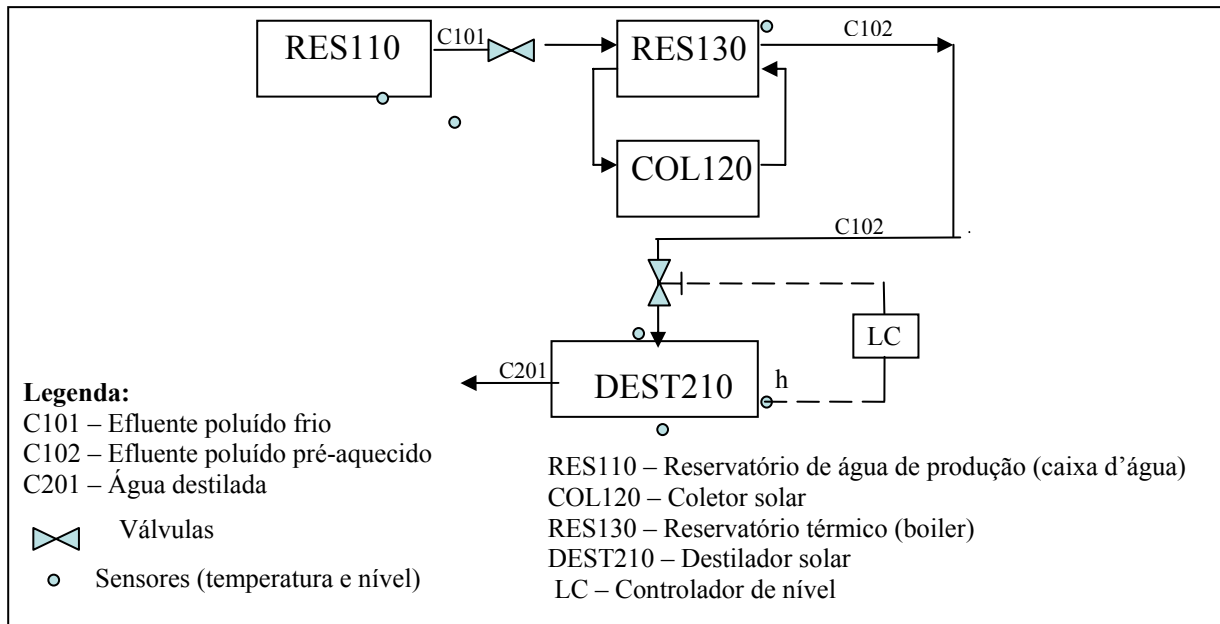 RES110
C101
RES130
C102
COL120
C102
LC
C201
DEST210
h
Legenda:
C101 – Efluente poluído frio
C102 – Efluente poluído pré-aquecido
C201 – Água destilada
Válvulas
Sensores (temperatura e nível)
RES110 – Reservatório de água de produção (caixa d’água)
COL120 – Coletor solar
RES130 – Reservatório térmico (boiler)
DEST210 – Destilador solar
LC – Controlador de nível